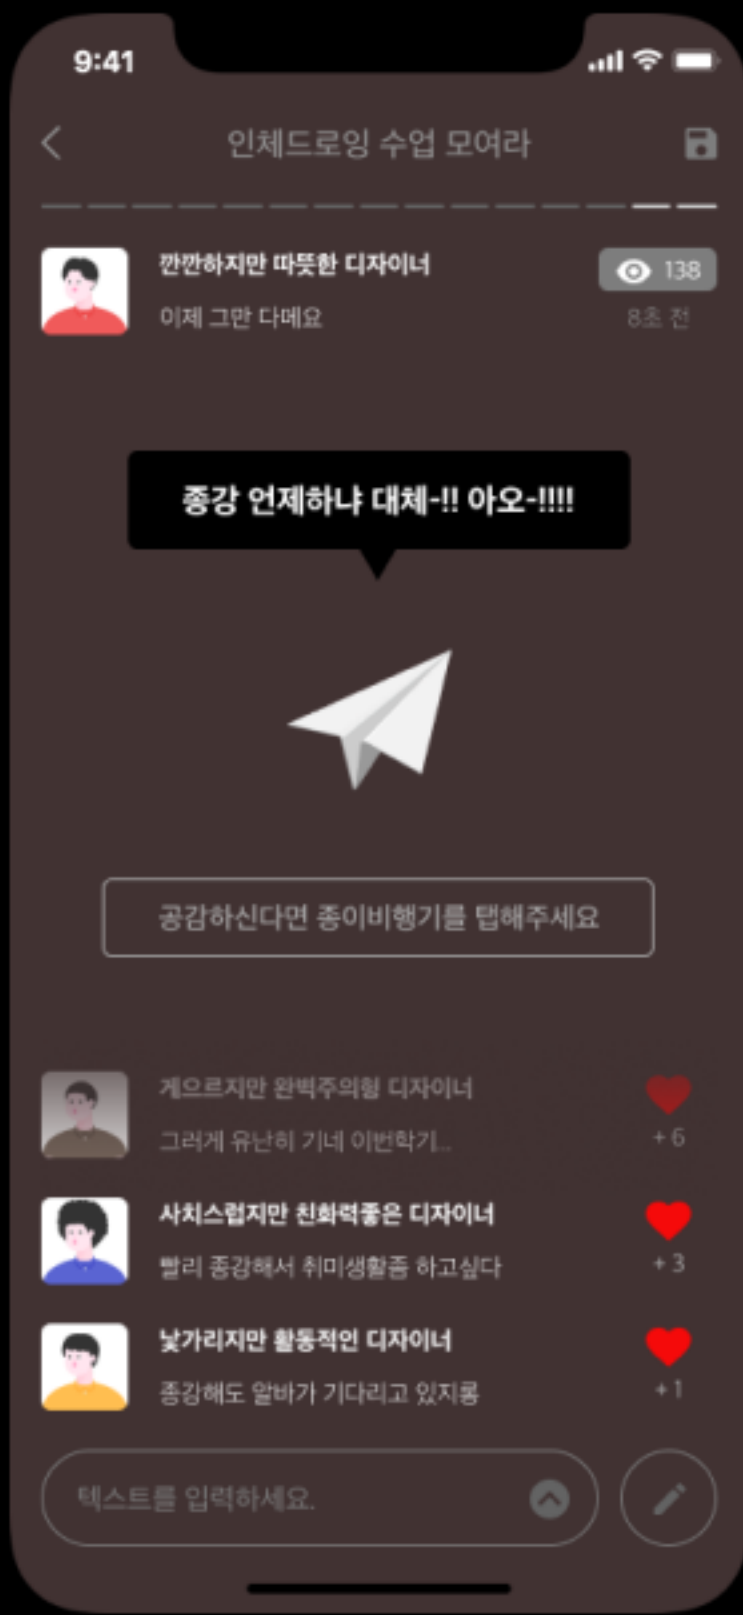 9:41
인체드로잉 수업 모여라
깐깐하지만 따뜻한 디자이너
138
이제 그만 다메요
8초 전
종강 언제하냐 대체-!! 아오-!!!!
공감하신다면 종이비행기를 탭해주세요
게으르지만 완벽주의형 디자이너
그러게 유난히 기네 이번학기...
+ 6
사치스럽지만 친화력좋은 디자이너
빨리 종강해서 취미생활좀 하고싶다
+ 3
낯가리지만 활동적인 디자이너
종강해도 알바가 기다리고 있지롱
+ 1
텍스트를 입력하세요.